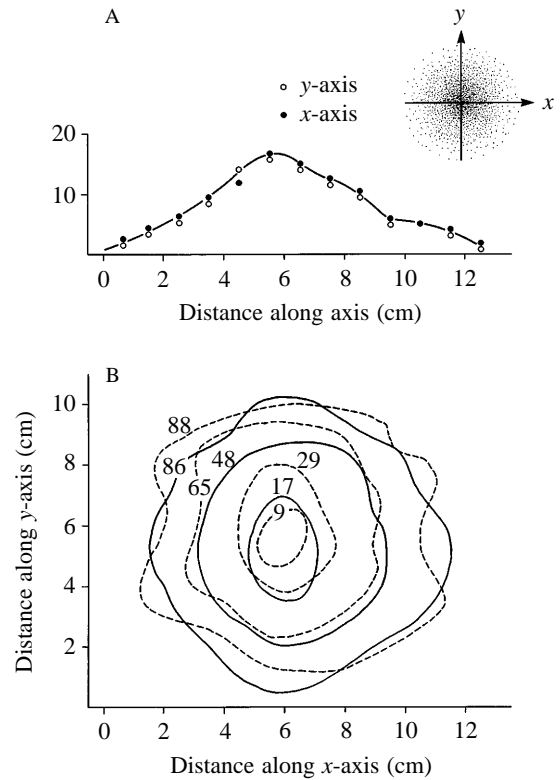 A
y
x
y-axis
x-axis
20
10
0 2 4 6 8 10 12
Distance along axis (cm)
B
10
8
6
4
2
Distance along y-axis (cm)
88
86 48 29
65 17
9
0 2 4 6 8 10 12
Distance along x-axis (cm)